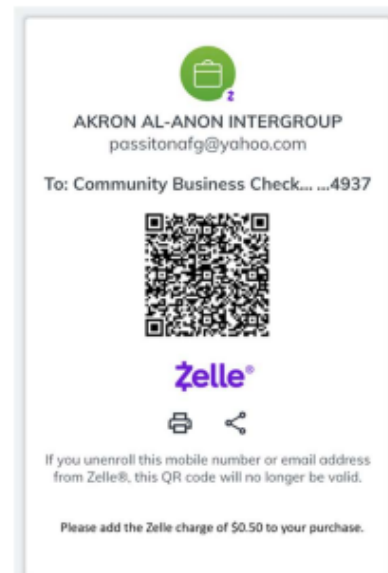 AKRON AL-ANON INTERGROUP
passitonafg@yahoo.com
To: Community Business Check... ...4937
Zelle®
If you unenroll this mobile number or email address
from Zelle®, this QR code will no longer be valid.
Please add the Zelle charge of $0.50 to your purchase.